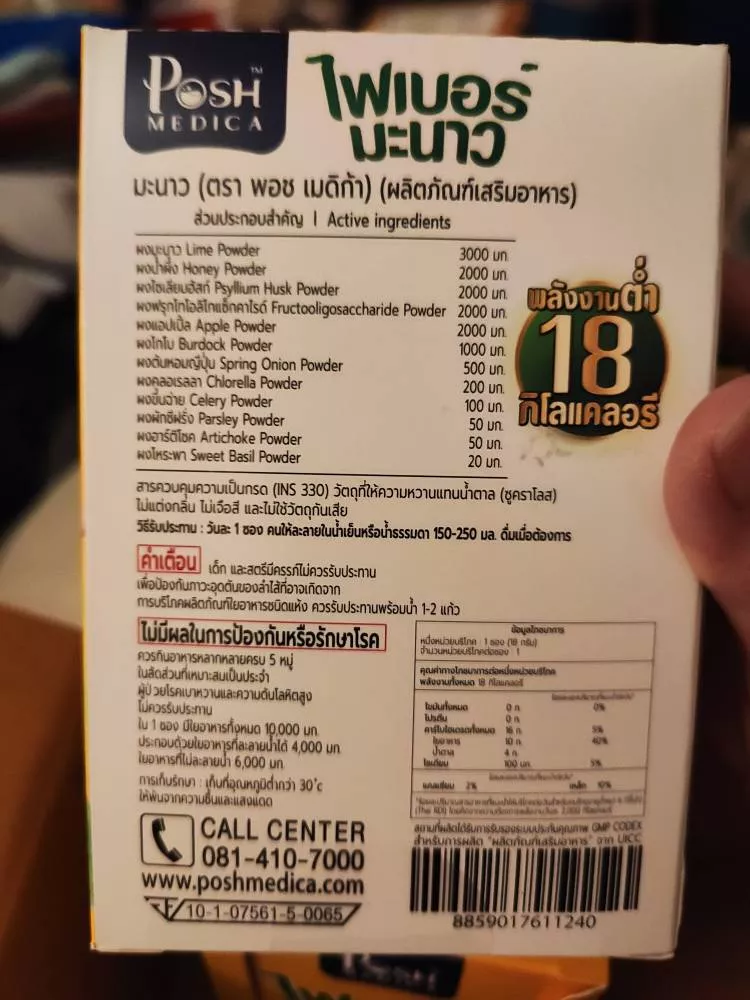 POSH™
MEDICA
ไฟเบอร์
มะนาว
มะนาว (ตรา พอช เมดิก้า) (ผลิตภัณฑ์เสริมอาหาร)
ส่วนประกอบสำคัญ | Active ingredients
ผงมะนาว Lime Powder 3000 มก.
ผงน้ำผึ้ง Honey Powder 2000 มก.
ผงไซเลียมฮัสก์ Psyllium Husk Powder 2000 มก.
ผงฟรุกโทโอลิโกแซ็กคาไรด์ Fructooligosaccharide Powder 2000 มก.
ผงแอปเปิ้ล Apple Powder 2000 มก.
ผงโกโบ Burdock Powder 1000 มก.
ผงต้นหอมญี่ปุ่น Spring Onion Powder 500 มก.
ผงคลอเรลลา Chlorella Powder 200 มก.
ผงขึ้นฉ่าย Celery Powder 100 มก.
ผงผักชีฝรั่ง Parsley Powder 50 มก.
ผงอาร์ติโชค Artichoke Powder 50 มก.
ผงโหระพา Sweet Basil Powder 20 มก.
พลังงานต่ำ
18
กิโลแคลอรี
สารควบคุมความเป็นกรด (INS 330) วัตถุที่ให้ความหวานแทนน้ำตาล (ซูคราโลส)
ไม่แต่งกลิ่น ไม่เจือสี และไม่ใช้วัตถุกันเสีย
วิธีรับประทาน : วันละ 1 ซอง คนให้ละลายในน้ำเย็นหรือน้ำธรรมดา 150-250 มล. ดื่มเมื่อต้องการ
คำเตือน เด็ก และสตรีมีครรภ์ไม่ควรรับประทาน
เพื่อป้องกันภาวะอุดตันของลำไส้ที่อาจเกิดจาก
การบริโภคผลิตภัณฑ์ใยอาหารชนิดแห้ง ควรรับประทานพร้อมน้ำ 1-2 แก้ว
ไม่มีผลในการป้องกันหรือรักษาโรค
ควรกินอาหารหลากหลายครบ 5 หมู่
ในสัดส่วนที่เหมาะสมเป็นประจำ
ผู้ป่วยโรคเบาหวานและความดันโลหิตสูง
ไม่ควรรับประทาน
ใน 1 ซอง มีใยอาหารทั้งหมด 10,000 มก.
ประกอบด้วยใยอาหารที่ละลายน้ำได้ 4,000 มก.
ใยอาหารที่ไม่ละลายน้ำ 6,000 มก.
การเก็บรักษา : เก็บที่อุณหภูมิต่ำกว่า 30°c
ให้พ้นจากความชื้นและแสงแดด
ข้อมูลโภชนาการ
หนึ่งหน่วยบริโภค : 1 ซอง (18 กรัม)
จำนวนหน่วยบริโภคต่อซอง : 1
คุณค่าทางโภชนาการต่อหนึ่งหน่วยบริโภค
พลังงานทั้งหมด 18 กิโลแคลอรี
ไขมันทั้งหมด 0 ก. 0%
โปรตีน 0 ก.
คาร์โบไฮเดรตทั้งหมด 16 ก. 5%
ใยอาหาร 10 ก. 40%
น้ำตาล 4 ก.
โซเดียม 100 มก. 5%
แคลเซียม 2% เหล็ก 10%
สถานที่ผลิตได้รับการรับรองระบบประกันคุณภาพ GMP CODEX
สำหรับการผลิต "ผลิตภัณฑ์เสริมอาหาร" จาก UICC
CALL CENTER
081-410-7000
www.poshmedica.com
10-1-07561-5-0065
8859017611240